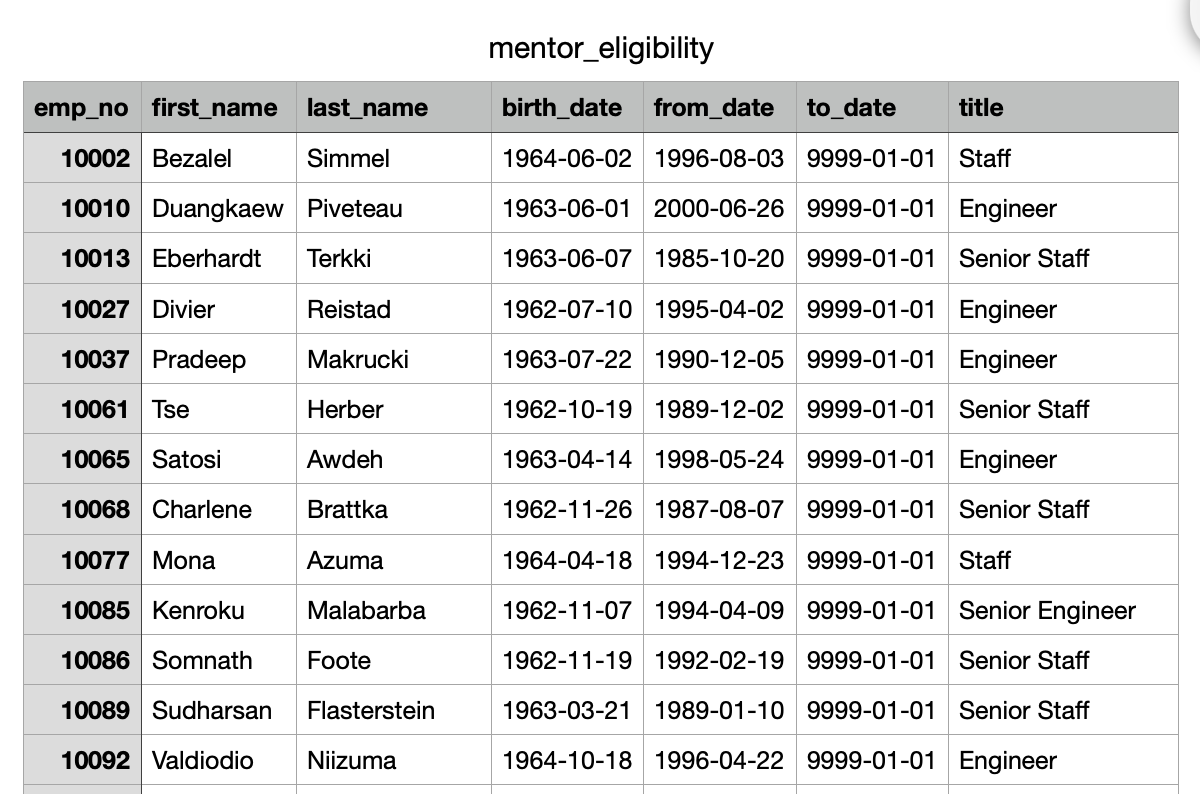 mentor_eligibility
emp_no first_name last_name birth_date from_date to_date title
10002 Bezalel Simmel 1964-06-02 1996-08-03 9999-01-01 Staff
10010 Duangkaew Piveteau 1963-06-01 2000-06-26 9999-01-01 Engineer
10013 Eberhardt Terkki 1963-06-07 1985-10-20 9999-01-01 Senior Staff
10027 Divier Reistad 1962-07-10 1995-04-02 9999-01-01 Engineer
10037 Pradeep Makrucki 1963-07-22 1990-12-05 9999-01-01 Engineer
10061 Tse Herber 1962-10-19 1989-12-02 9999-01-01 Senior Staff
10065 Satosi Awdeh 1963-04-14 1998-05-24 9999-01-01 Engineer
10068 Charlene Brattka 1962-11-26 1987-08-07 9999-01-01 Senior Staff
10077 Mona Azuma 1964-04-18 1994-12-23 9999-01-01 Staff
10085 Kenroku Malabarba 1962-11-07 1994-04-09 9999-01-01 Senior Engineer
10086 Somnath Foote 1962-11-19 1992-02-19 9999-01-01 Senior Staff
10089 Sudharsan Flasterstein 1963-03-21 1989-01-10 9999-01-01 Senior Staff
10092 Valdiodio Niizuma 1964-10-18 1996-04-22 9999-01-01 Engineer